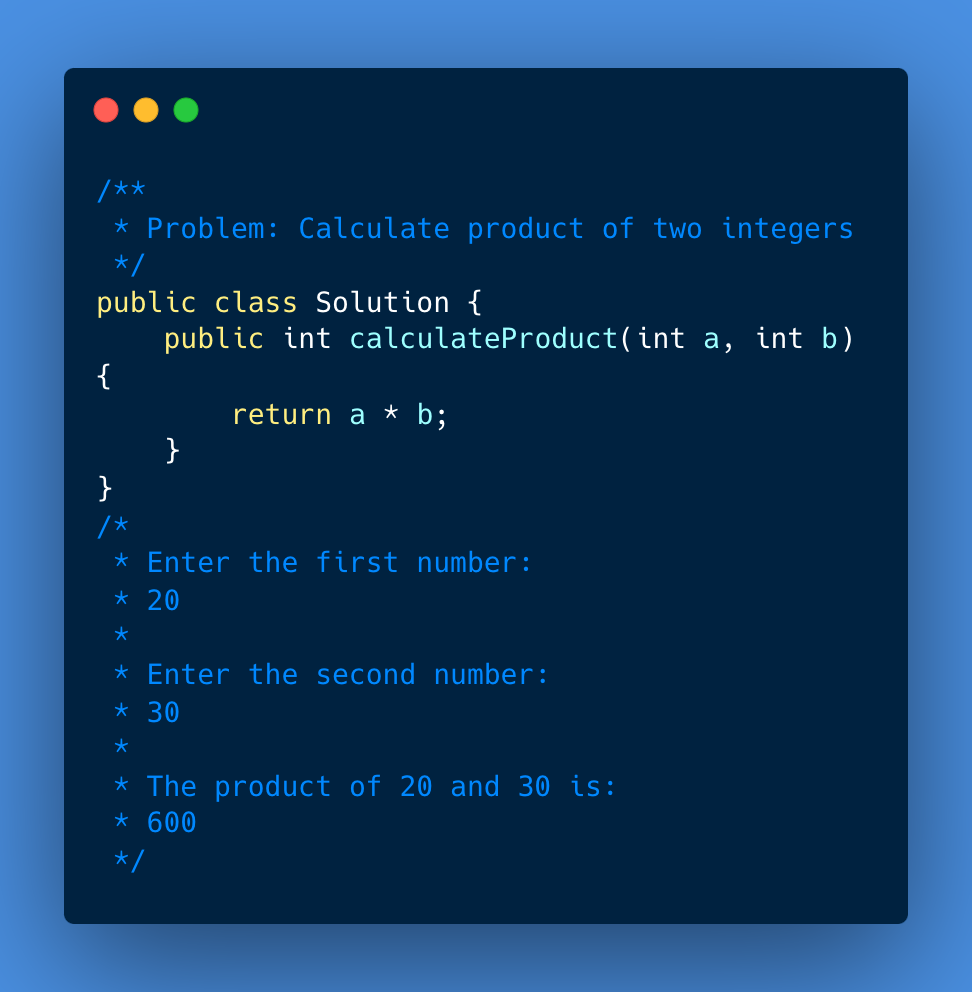 /**
 * Problem: Calculate product of two integers
 */
public class Solution {
    public int calculateProduct(int a, int b)
{
        return a * b;
    }
}
/*
 * Enter the first number:
 * 20
 *
 * Enter the second number:
 * 30
 *
 * The product of 20 and 30 is:
 * 600
 */